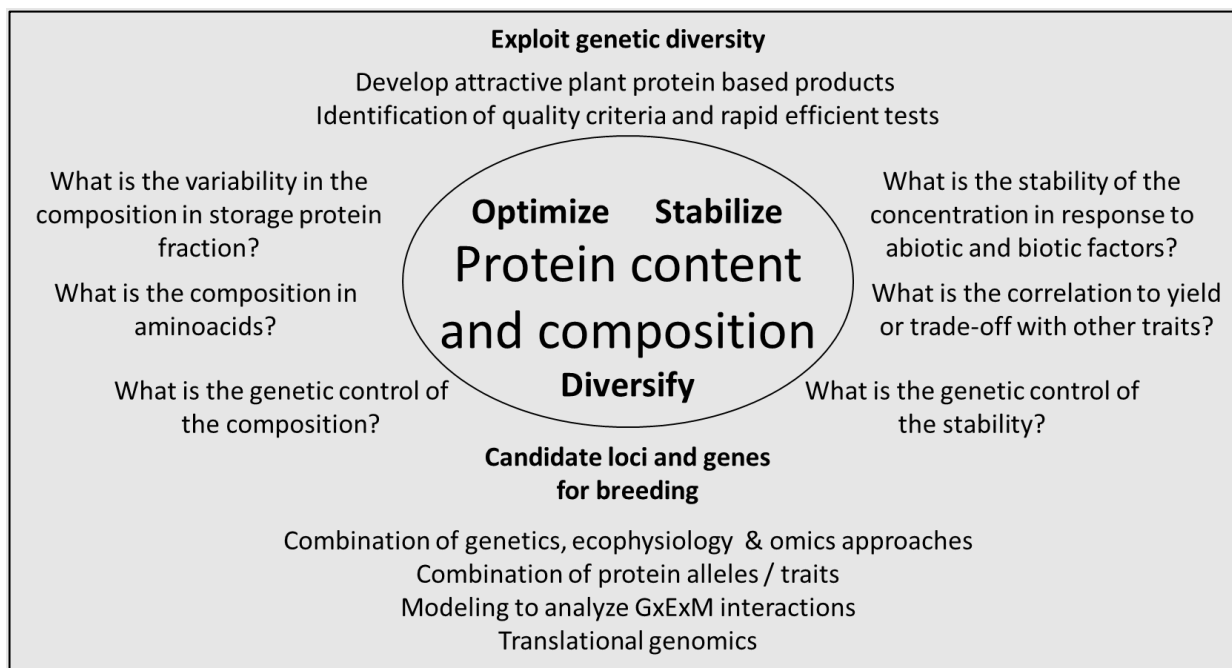 Exploit genetic diversity
Develop attractive plant protein based products
Identification of quality criteria and rapid efficient tests
What is the variability in the
composition in storage protein
fraction?
What is the composition in
aminoacids?
What is the genetic control of
the composition?
Optimize Stabilize
Protein content
and composition
Diversify
What is the stability of the
concentration in response to
abiotic and biotic factors?
What is the correlation to yield
or trade-off with other traits?
What is the genetic control of
the stability?
Candidate loci and genes
for breeding
Combination of genetics, ecophysiology & omics approaches
Combination of protein alleles / traits
Modeling to analyze GxExM interactions
Translational genomics